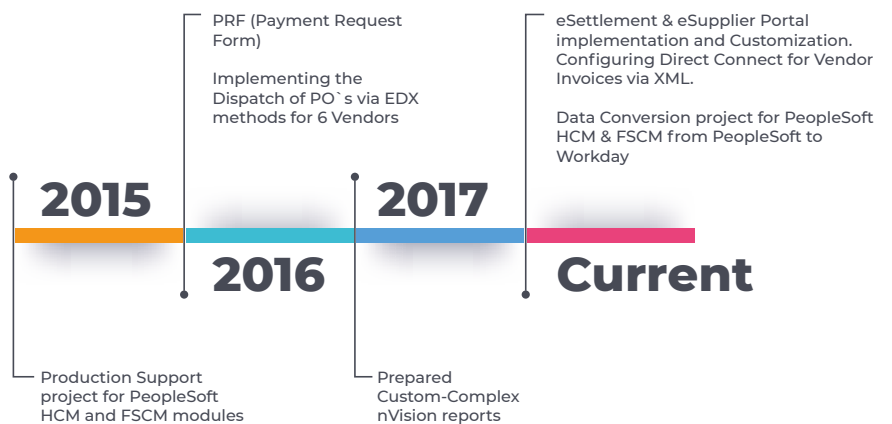 PRF (Payment Request
Form)
Implementing the
Dispatch of PO`s via EDX
methods for 6 Vendors
eSettlement & eSupplier Portal
implementation and Customization.
Configuring Direct Connect for Vendor
Invoices via XML.
Data Conversion project for PeopleSoft
HCM & FSCM from PeopleSoft to
Workday
2015
2017
2016
Current
Production Support
project for PeopleSoft
HCM and FSCM modules
Prepared
Custom-Complex
nVision reports